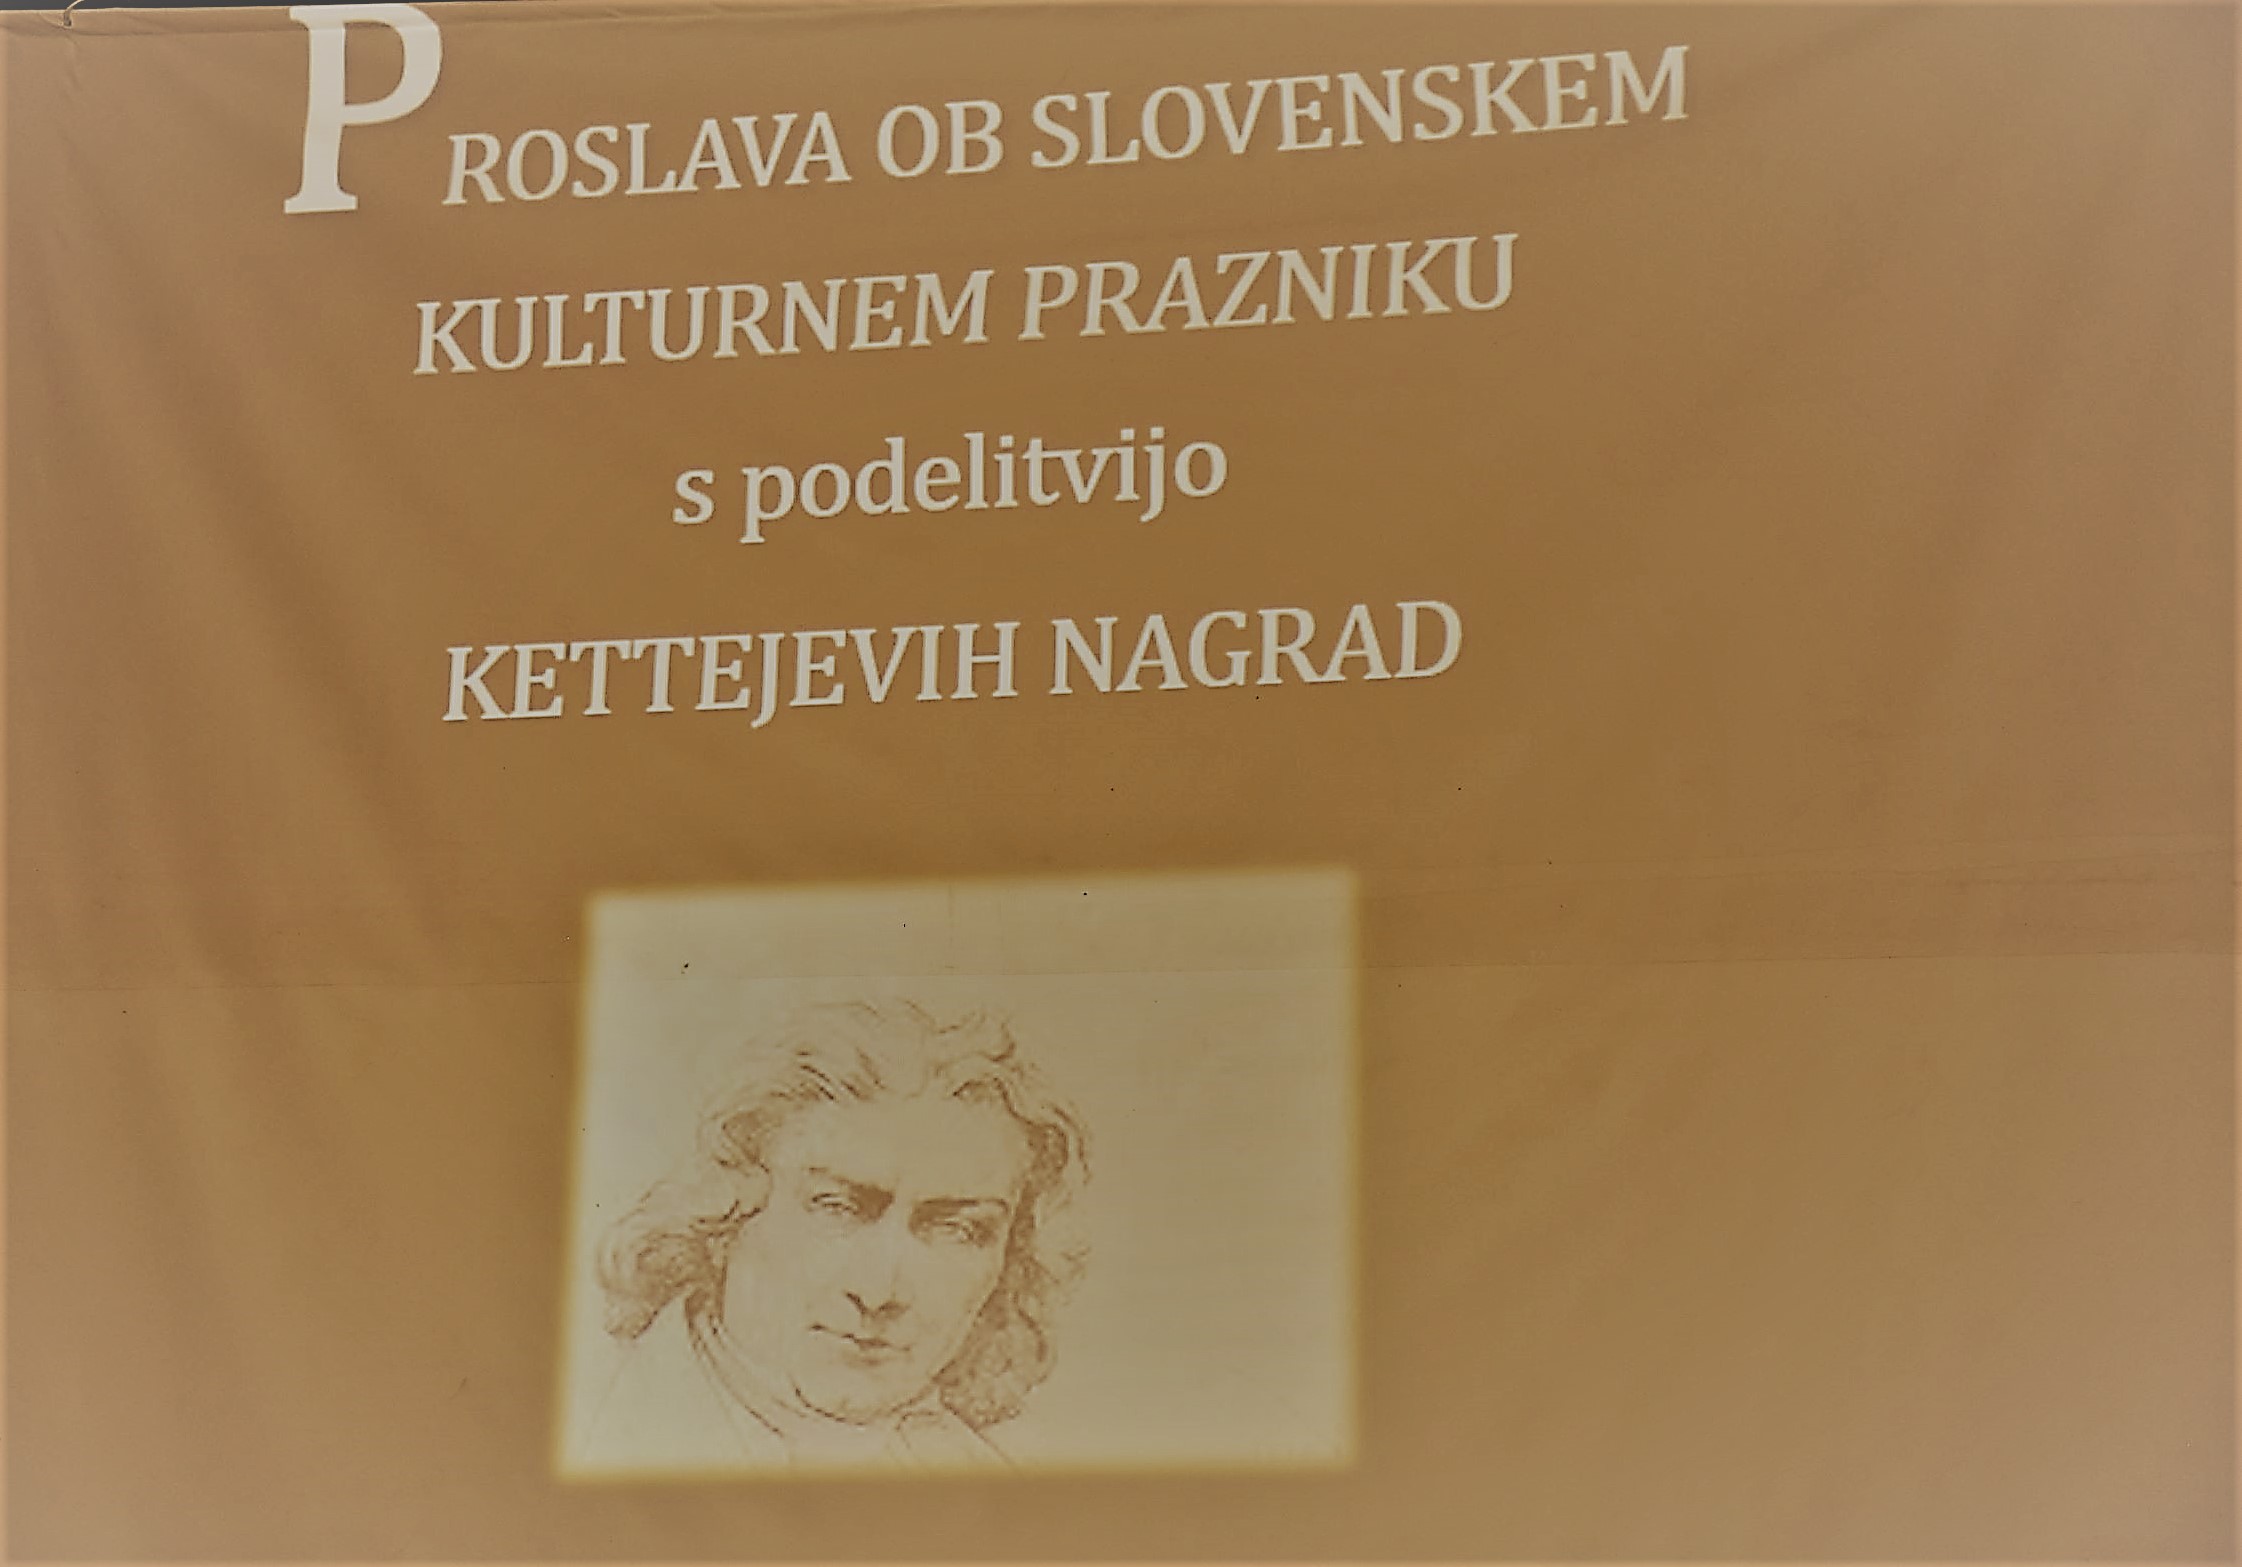 PROSLAVA OB SLOVENSKEM
KULTURNEM PRAZNIKU
s podelitvijo
KETTEJEVIH NAGRAD